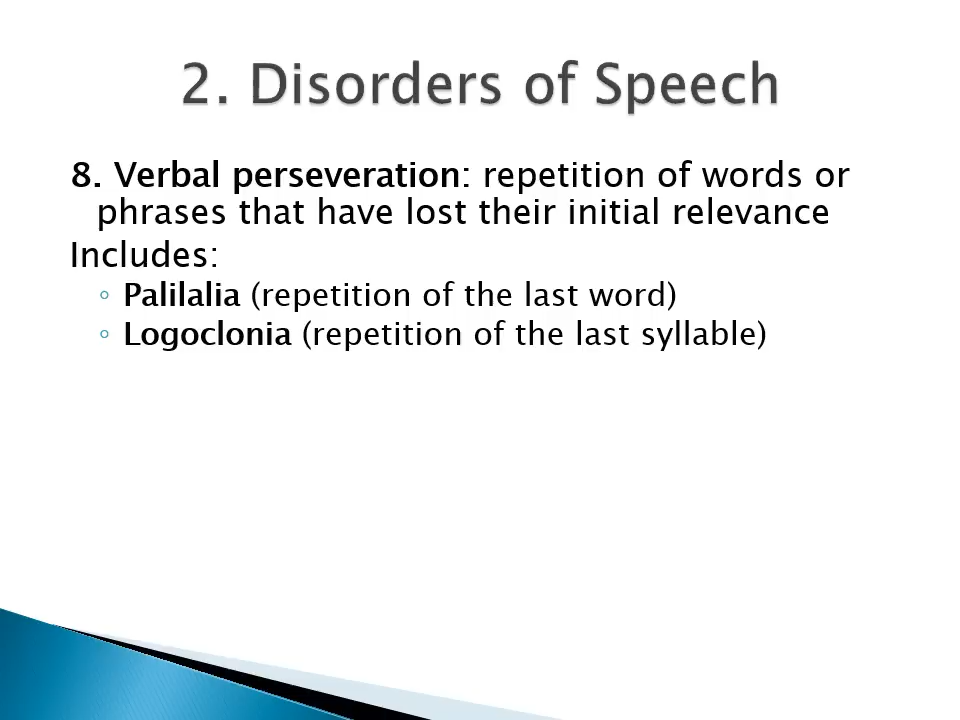 2. Disorders of Speech
8. Verbal perseveration: repetition of words or
phrases that have lost their initial relevance
Includes:
◦ Palilalia (repetition of the last word)
◦ Logoclonia (repetition of the last syllable)